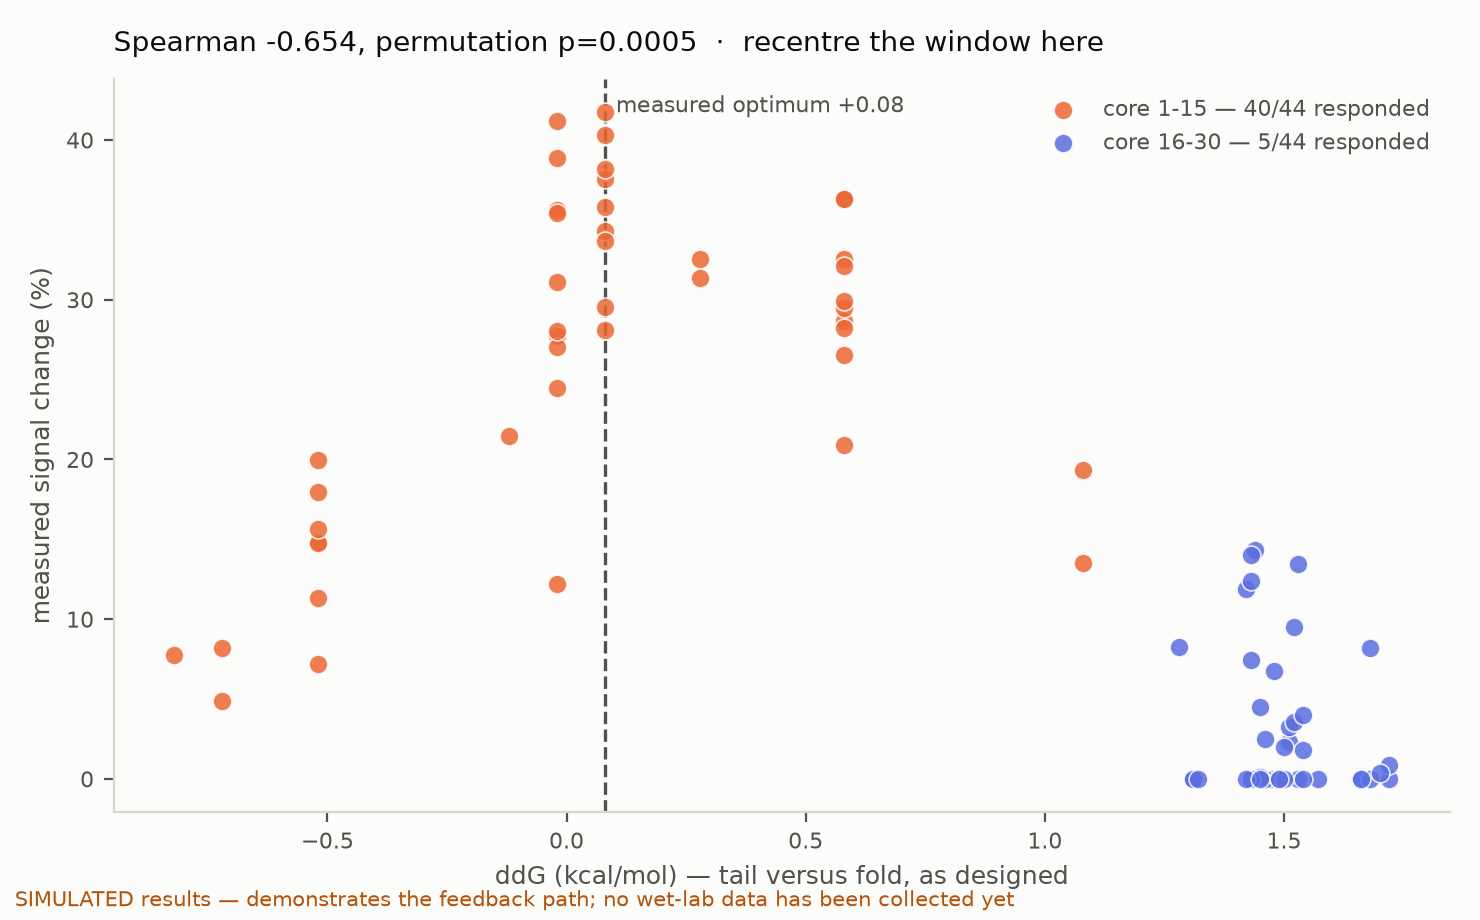 Spearman -0.654, permutation p=0.0005  ·  recentre the window here
measured optimum +0.08
core 1-15 — 40/44 responded
core 16-30 — 5/44 responded
measured signal change (%)
40
30
20
10
0
−0.5
0.0
0.5
1.0
1.5
ddG (kcal/mol) — tail versus fold, as designed
SIMULATED results — demonstrates the feedback path; no wet-lab data has been collected yet